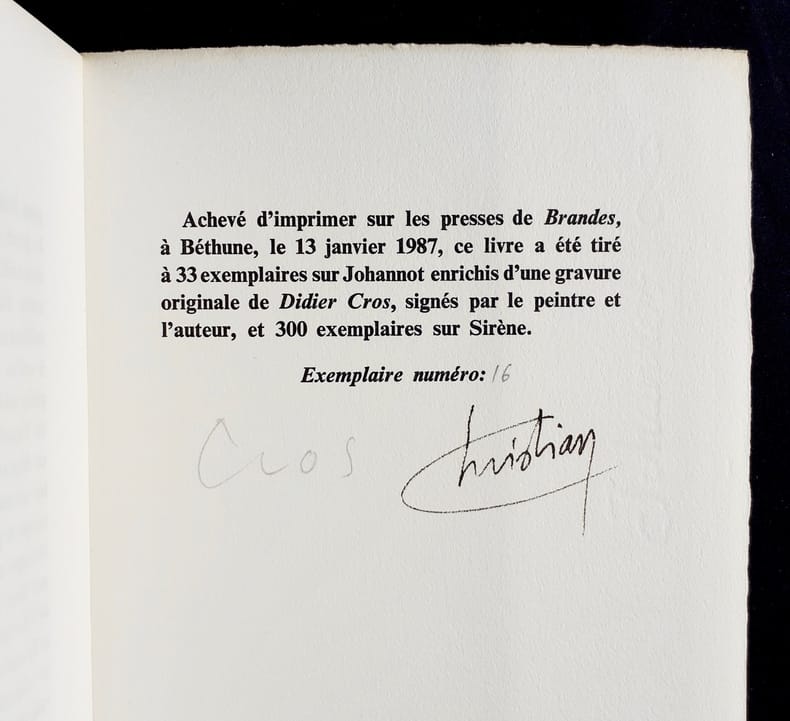 Achevé d'imprimer sur les presses de Brandes,
à Béthune, le 13 janvier 1987, ce livre a été tiré
à 33 exemplaires sur Johannot enrichis d'une gravure
originale de Didier Cros, signés par le peintre et
l'auteur, et 300 exemplaires sur Sirène.
Exemplaire numéro: 16
Cros Christian